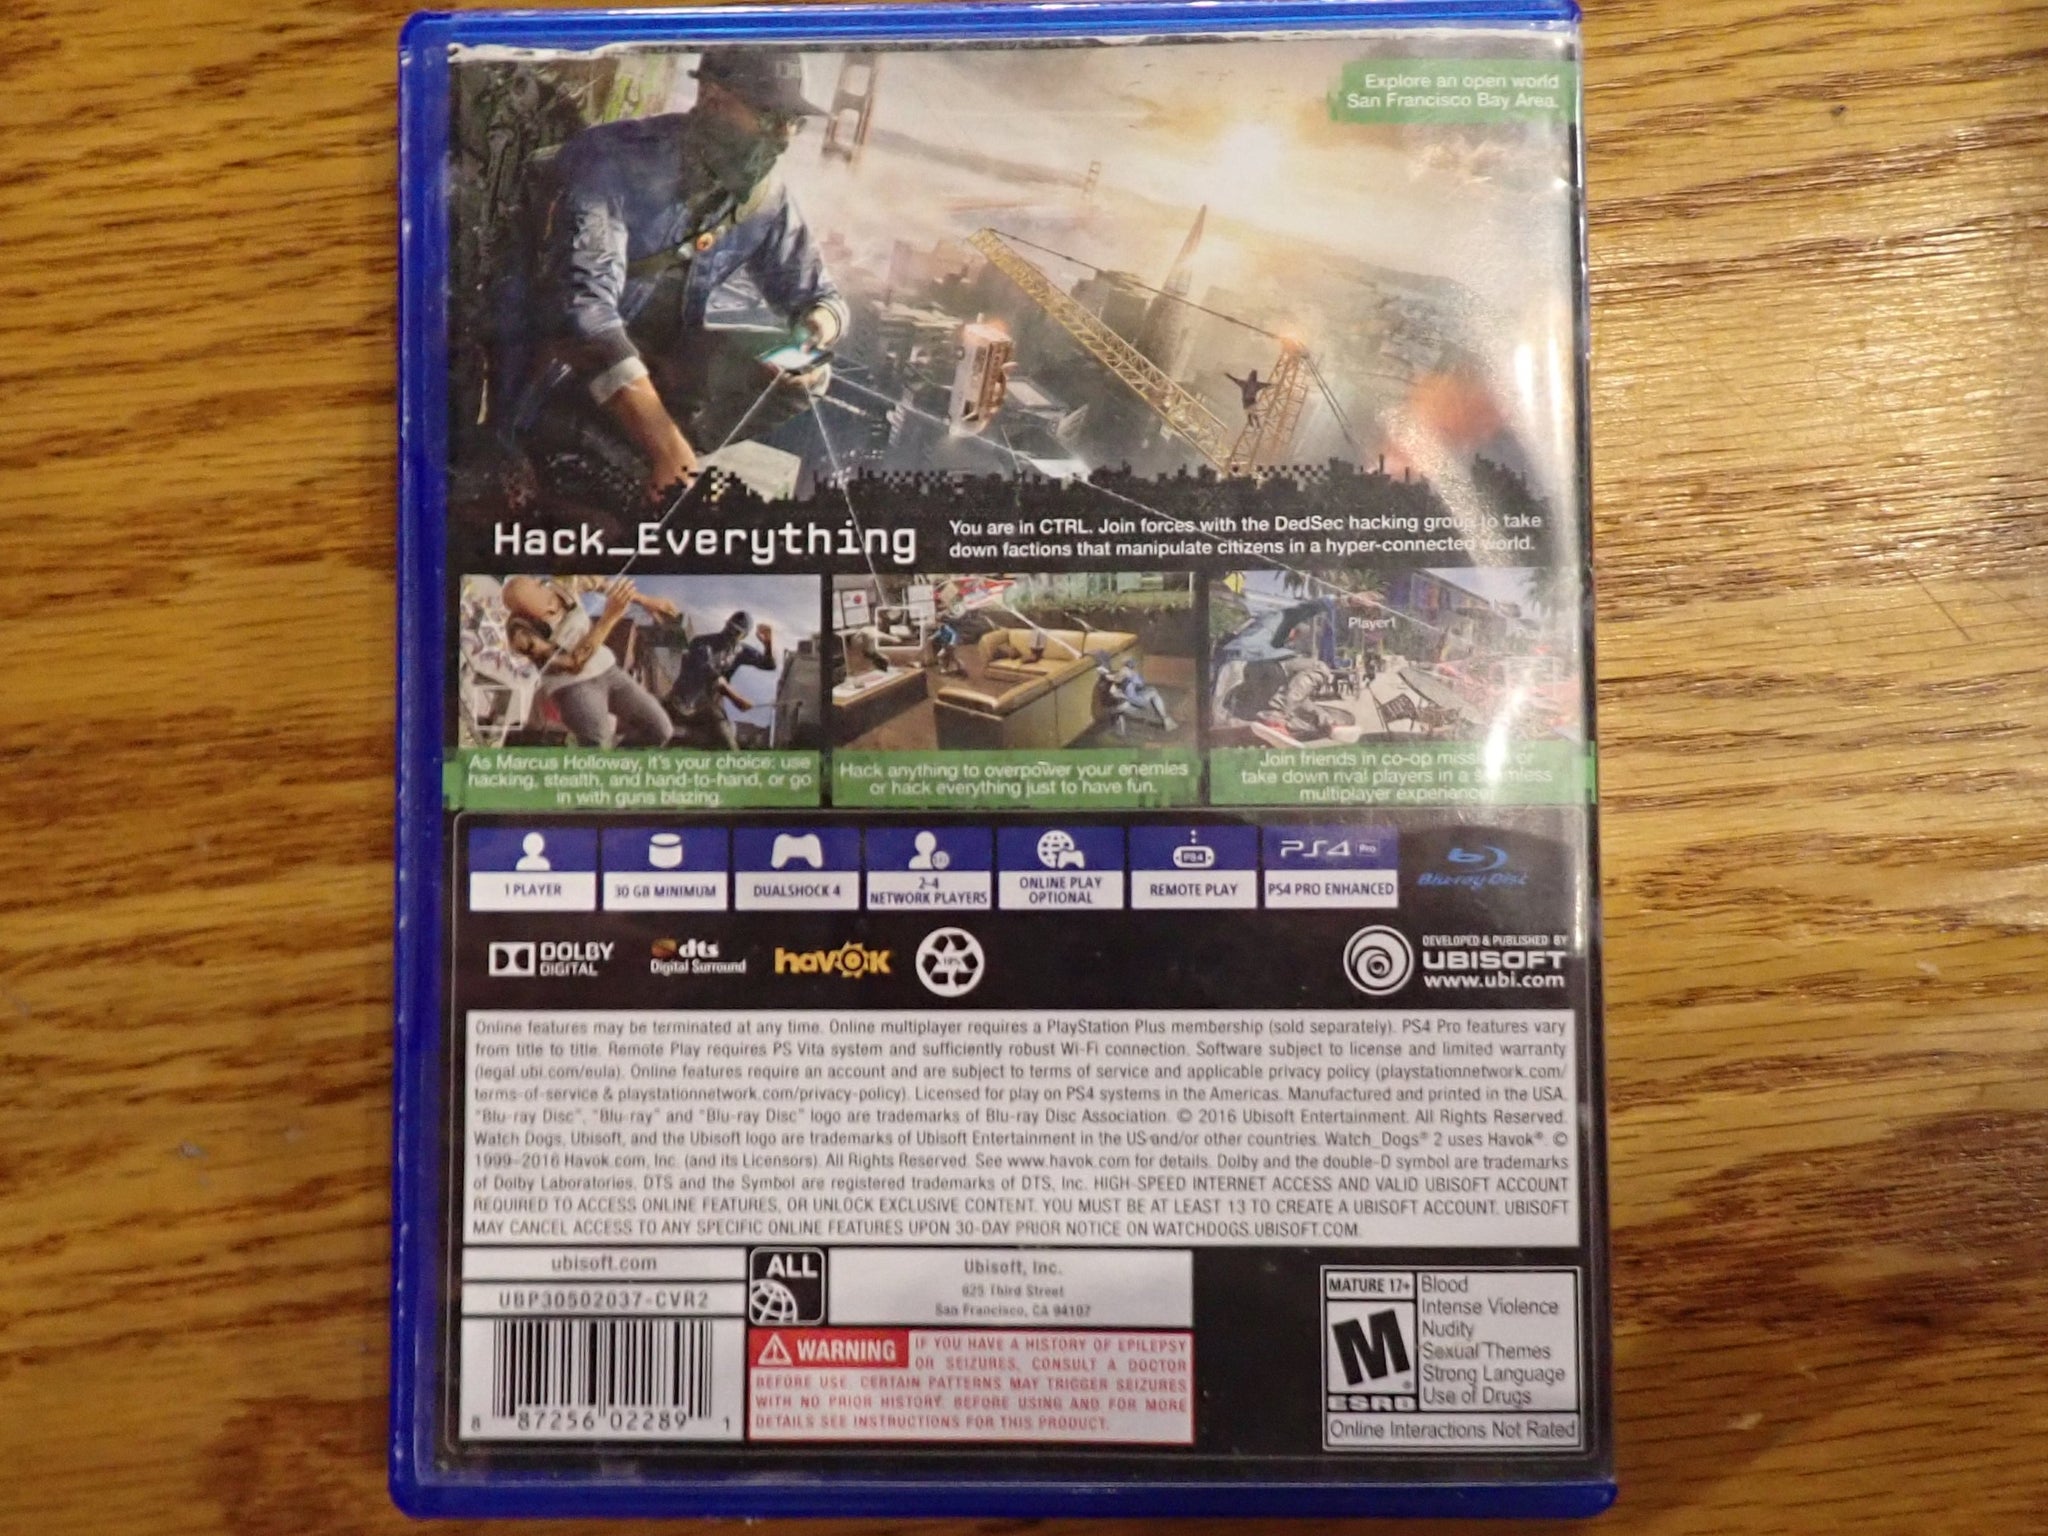 Explore an open world
San Francisco Bay Area.
Hack_Everything
You are in CTRL. Join forces with the DedSec hacking group to take
down factions that manipulate citizens in a hyper-connected world.
Player1
As Marcus Holloway, it's your choice: use
hacking, stealth, and hand-to-hand, or go
in with guns blazing.
Hack anything to overpower your enemies
or hack everything just to have fun.
Join friends in co-op missions or
take down rival players in a seamless
multiplayer experience.
1 PLAYER
30 GB MINIMUM
DUALSHOCK 4
2-4
NETWORK PLAYERS
ONLINE PLAY
OPTIONAL
PS4
REMOTE PLAY
PS4 Pro
PS4 PRO ENHANCED
Blu-ray Disc
DOLBY
DIGITAL
dts
Digital Surround
havok
DEVELOPED & PUBLISHED BY
UBISOFT
www.ubi.com
Online features may be terminated at any time. Online multiplayer requires a PlayStation Plus membership (sold separately). PS4 Pro features vary
from title to title. Remote Play requires PS Vita system and sufficiently robust Wi-Fi connection. Software subject to license and limited warranty
(legal.ubi.com/eula). Online features require an account and are subject to terms of service and applicable privacy policy (playstationnetwork.com/
terms-of-service & playstationnetwork.com/privacy-policy). Licensed for play on PS4 systems in the Americas. Manufactured and printed in the USA.
"Blu-ray Disc", "Blu-ray" and "Blu-ray Disc" logo are trademarks of Blu-ray Disc Association. © 2016 Ubisoft Entertainment. All Rights Reserved.
Watch Dogs, Ubisoft, and the Ubisoft logo are trademarks of Ubisoft Entertainment in the US and/or other countries. Watch_Dogs® 2 uses Havok®. ©
1999–2016 Havok.com, Inc. (and its Licensors). All Rights Reserved. See www.havok.com for details. Dolby and the double-D symbol are trademarks
of Dolby Laboratories. DTS and the Symbol are registered trademarks of DTS, Inc. HIGH-SPEED INTERNET ACCESS AND VALID UBISOFT ACCOUNT
REQUIRED TO ACCESS ONLINE FEATURES, OR UNLOCK EXCLUSIVE CONTENT. YOU MUST BE AT LEAST 13 TO CREATE A UBISOFT ACCOUNT. UBISOFT
MAY CANCEL ACCESS TO ANY SPECIFIC ONLINE FEATURES UPON 30-DAY PRIOR NOTICE ON WATCHDOGS.UBISOFT.COM.
ubisoft.com
UBP30502037-CVR2
8 87256 02289 1
ALL
Ubisoft, Inc.
625 Third Street
San Francisco, CA 94107
WARNING IF YOU HAVE A HISTORY OF EPILEPSY
OR SEIZURES, CONSULT A DOCTOR
BEFORE USE. CERTAIN PATTERNS MAY TRIGGER SEIZURES
WITH NO PRIOR HISTORY. BEFORE USING AND FOR MORE
DETAILS SEE INSTRUCTIONS FOR THIS PRODUCT.
MATURE 17+
M
ESRB
Blood
Intense Violence
Nudity
Sexual Themes
Strong Language
Use of Drugs
Online Interactions Not Rated